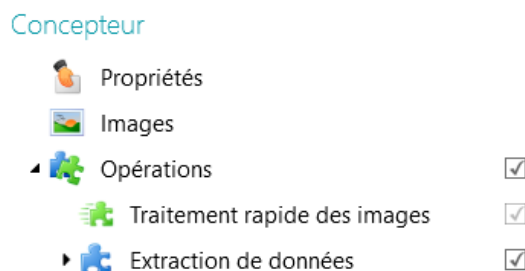 Concepteur
Propriétés
Images
Opérations
Traitement rapide des images
Extraction de données